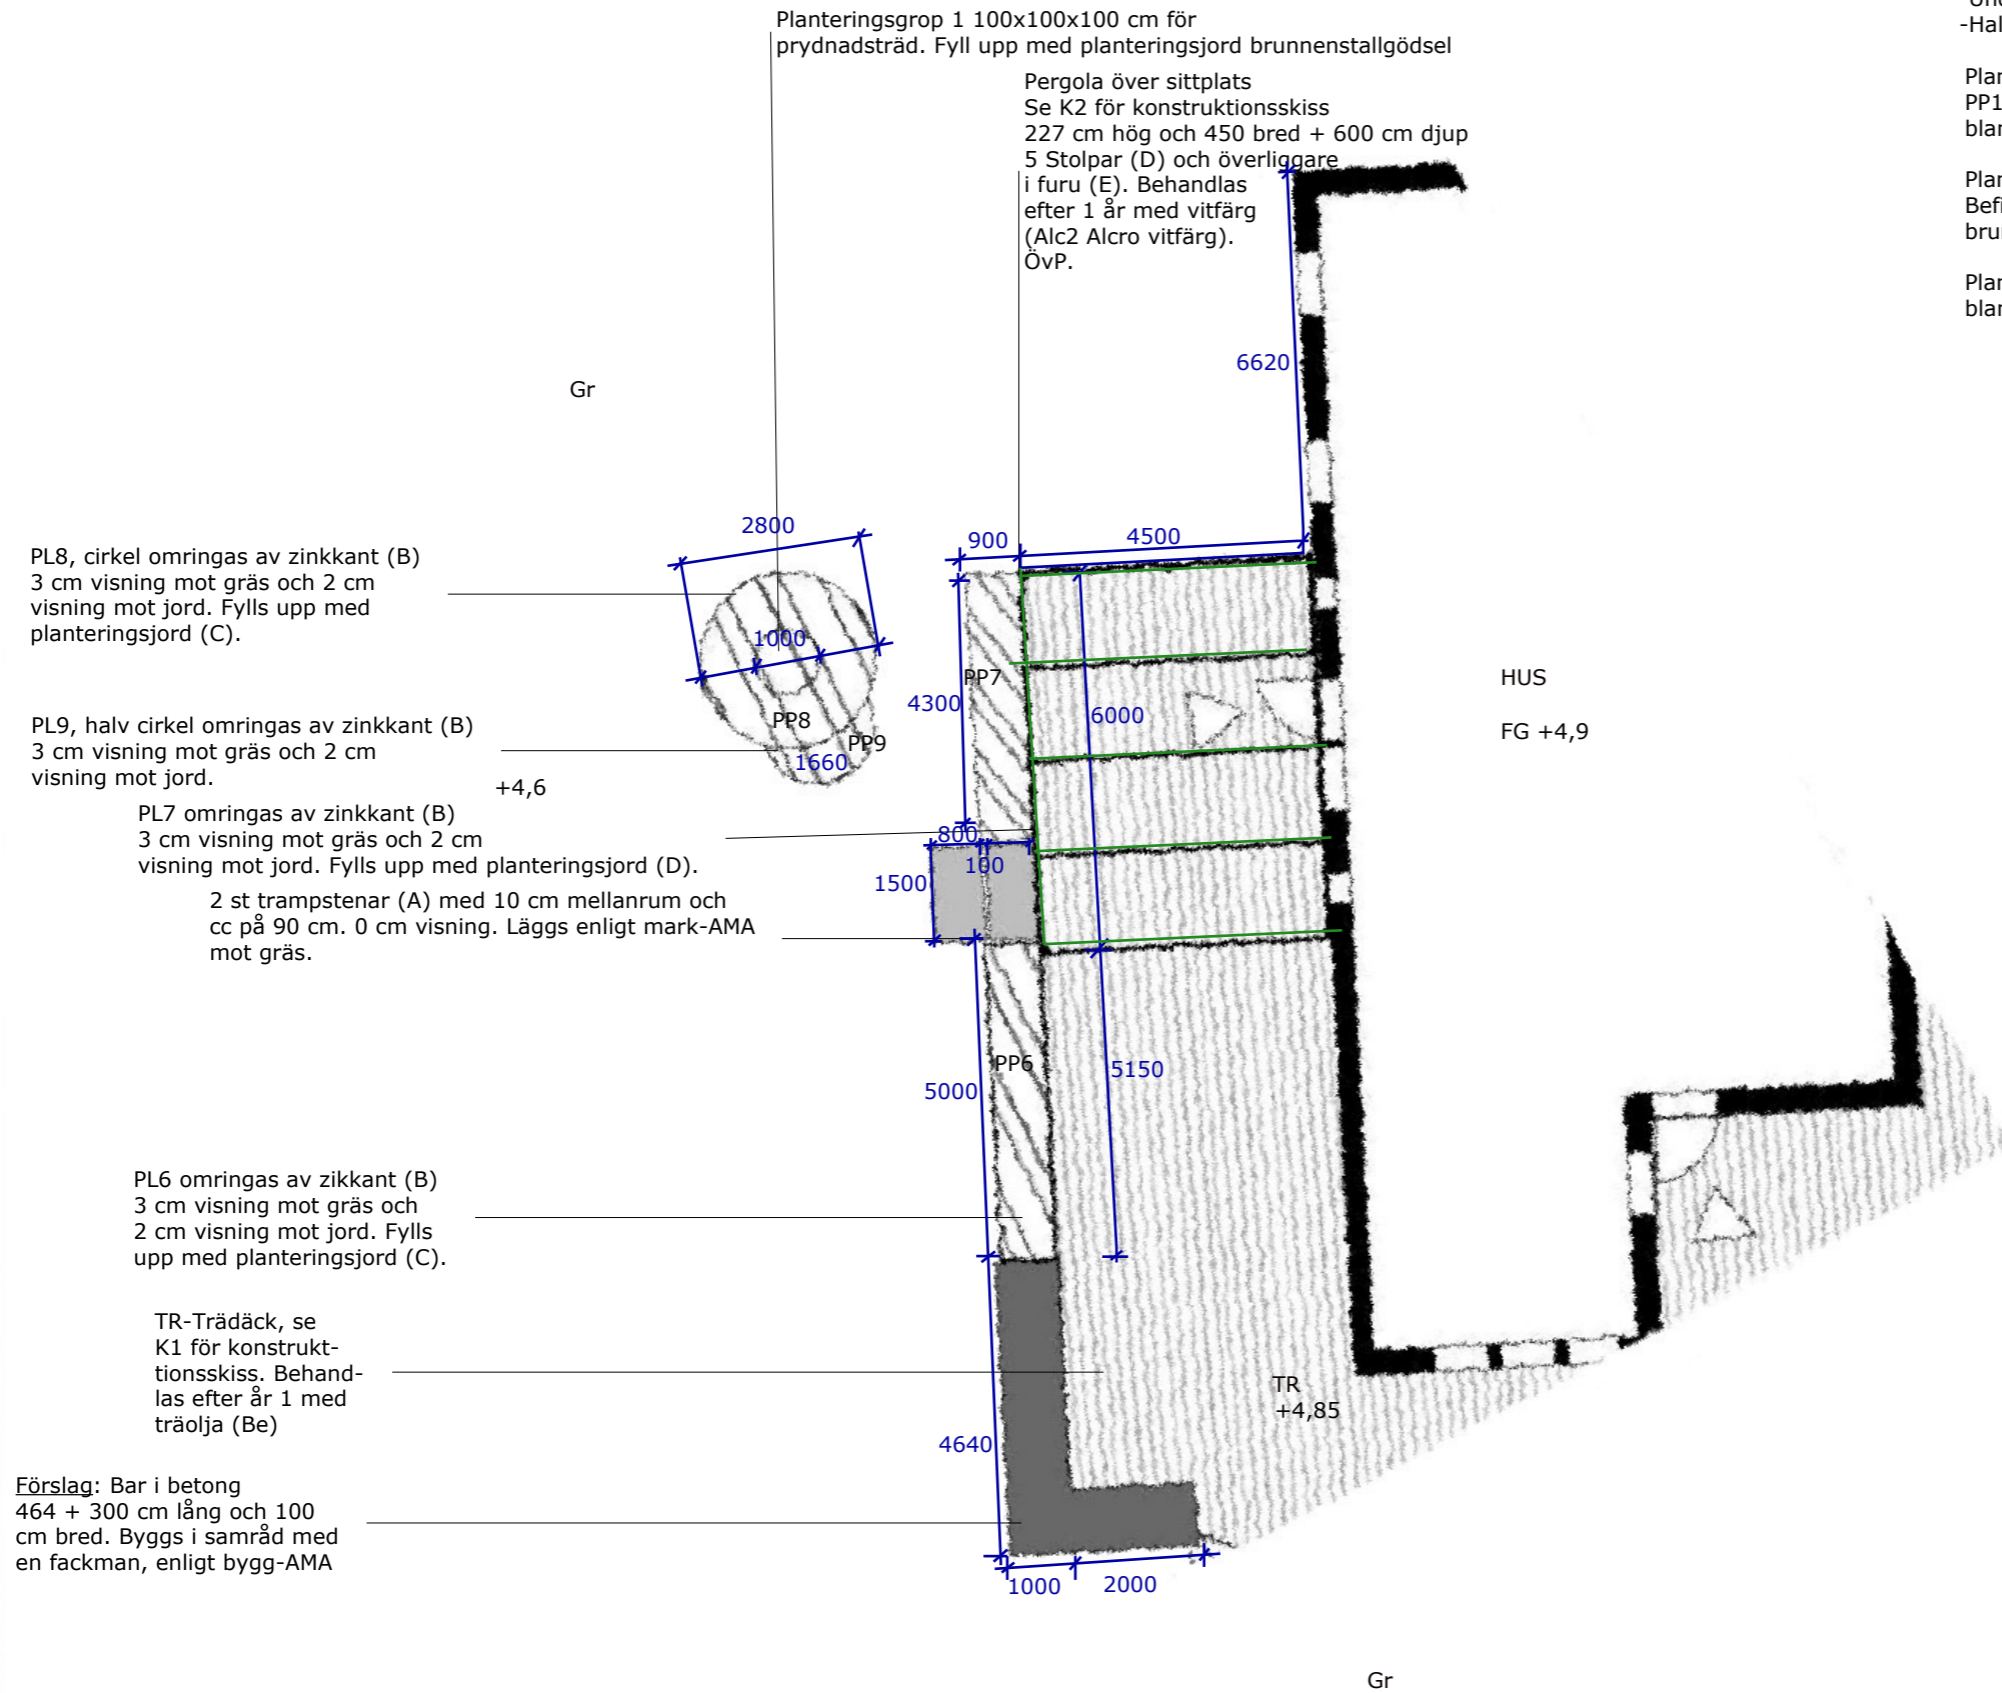 Planteringsgrop 1 100x100x100 cm för
prydnadsträd. Fyll upp med planteringsjord brunnenstallgödsel
Pergola över sittplats
Se K2 för konstruktionsskiss
227 cm hög och 450 bred + 600 cm djup
5 Stolpar (D) och överliggare
i furu (E). Behandlas
efter 1 år med vitfärg
(Alc2 Alcro vitfärg).
ÖvP.
-Hal
Plan
PP1
blan
Plan
Befi
brun
Plan
blan
6620
Gr
2800
900
4500
PL8, cirkel omringas av zinkkant (B)
3 cm visning mot gräs och 2 cm
visning mot jord. Fylls upp med
planteringsjord (C).
1000
PP7
4300
6000
HUS
FG +4,9
PL9, halv cirkel omringas av zinkkant (B)
3 cm visning mot gräs och 2 cm
visning mot jord.
PP8
PP9
1660
+4,6
PL7 omringas av zinkkant (B)
3 cm visning mot gräs och 2 cm
visning mot jord. Fylls upp med planteringsjord (D).
800
100
1500
2 st trampstenar (A) med 10 cm mellanrum och
cc på 90 cm. 0 cm visning. Läggs enligt mark-AMA
mot gräs.
PP6
5000
5150
PL6 omringas av zikkant (B)
3 cm visning mot gräs och
2 cm visning mot jord. Fylls
upp med planteringsjord (C).
TR-Trädäck, se
K1 för konstrukt-
tionsskiss. Behand-
las efter år 1 med
träolja (Be)
TR
+4,85
4640
Förslag: Bar i betong
464 + 300 cm lång och 100
cm bred. Byggs i samråd med
en fackman, enligt bygg-AMA
1000
2000
Gr